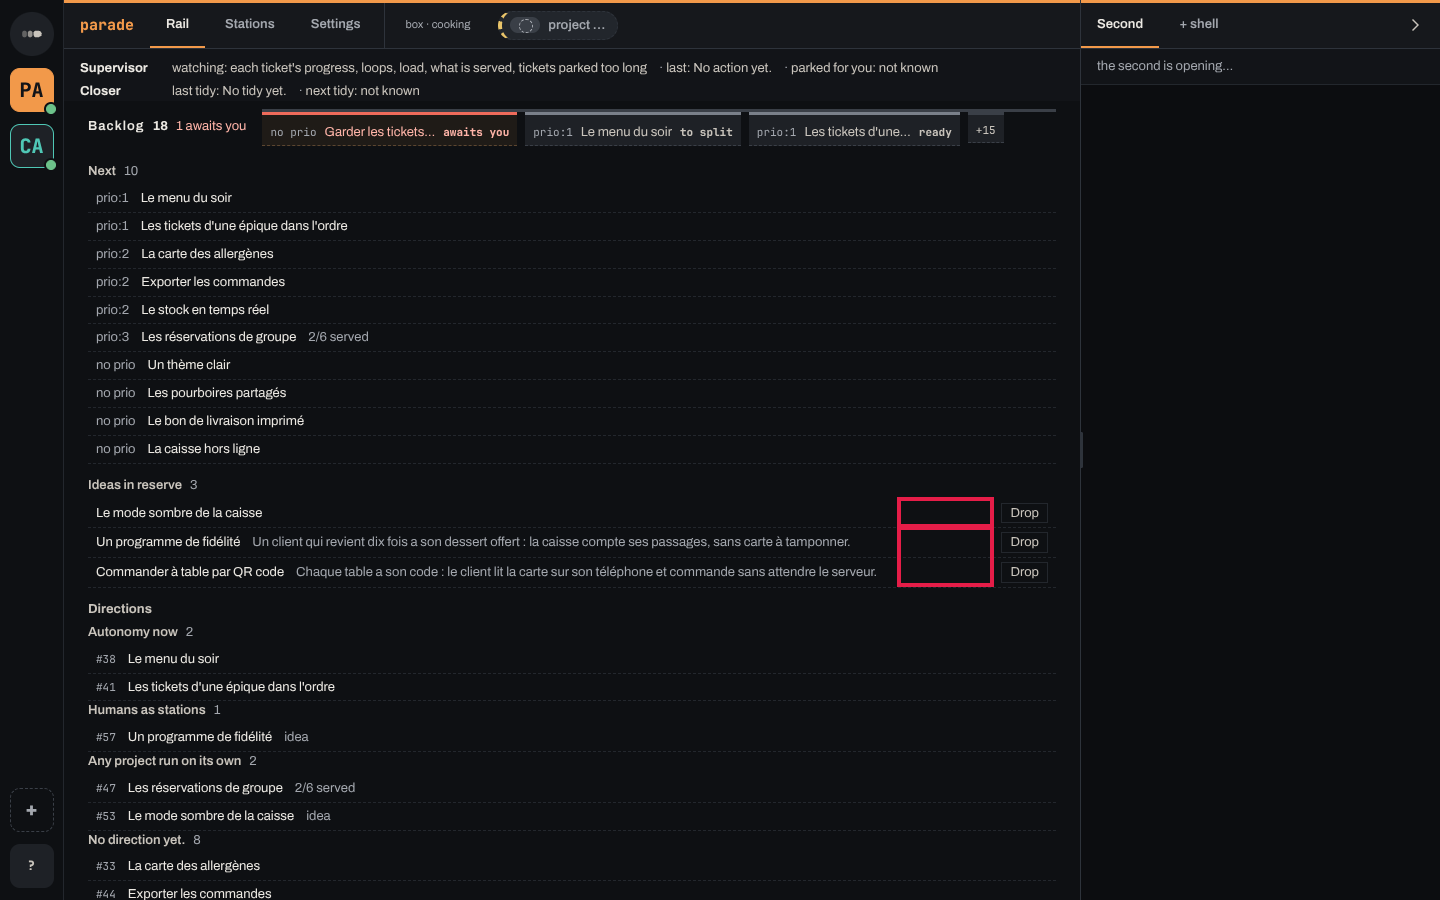 parade Rail Stations Settings box · cooking project ... Second + shell
PA
CA
Supervisor watching: each ticket's progress, loops, load, what is served, tickets parked too long · last: No action yet. · parked for you: not known
the second is opening...
Closer last tidy: No tidy yet. · next tidy: not known
Backlog 18 1 awaits you
no prio Garder les tickets... awaits you
prio:1 Le menu du soir to split
prio:1 Les tickets d'une... ready
+15
Next 10
prio:1 Le menu du soir
prio:1 Les tickets d'une épique dans l'ordre
prio:2 La carte des allergènes
prio:2 Exporter les commandes
prio:2 Le stock en temps réel
prio:3 Les réservations de groupe 2/6 served
no prio Un thème clair
no prio Les pourboires partagés
no prio Le bon de livraison imprimé
no prio La caisse hors ligne
Ideas in reserve 3
Le mode sombre de la caisse Drop
Un programme de fidélité Un client qui revient dix fois a son dessert offert : la caisse compte ses passages, sans carte à tamponner. Drop
Commander à table par QR code Chaque table a son code : le client lit la carte sur son téléphone et commande sans attendre le serveur. Drop
Directions
Autonomy now 2
#38 Le menu du soir
#41 Les tickets d'une épique dans l'ordre
Humans as stations 1
#57 Un programme de fidélité idea
Any project run on its own 2
#47 Les réservations de groupe 2/6 served
#53 Le mode sombre de la caisse idea
No direction yet. 8
#33 La carte des allergènes
#44 Exporter les commandes
+
?